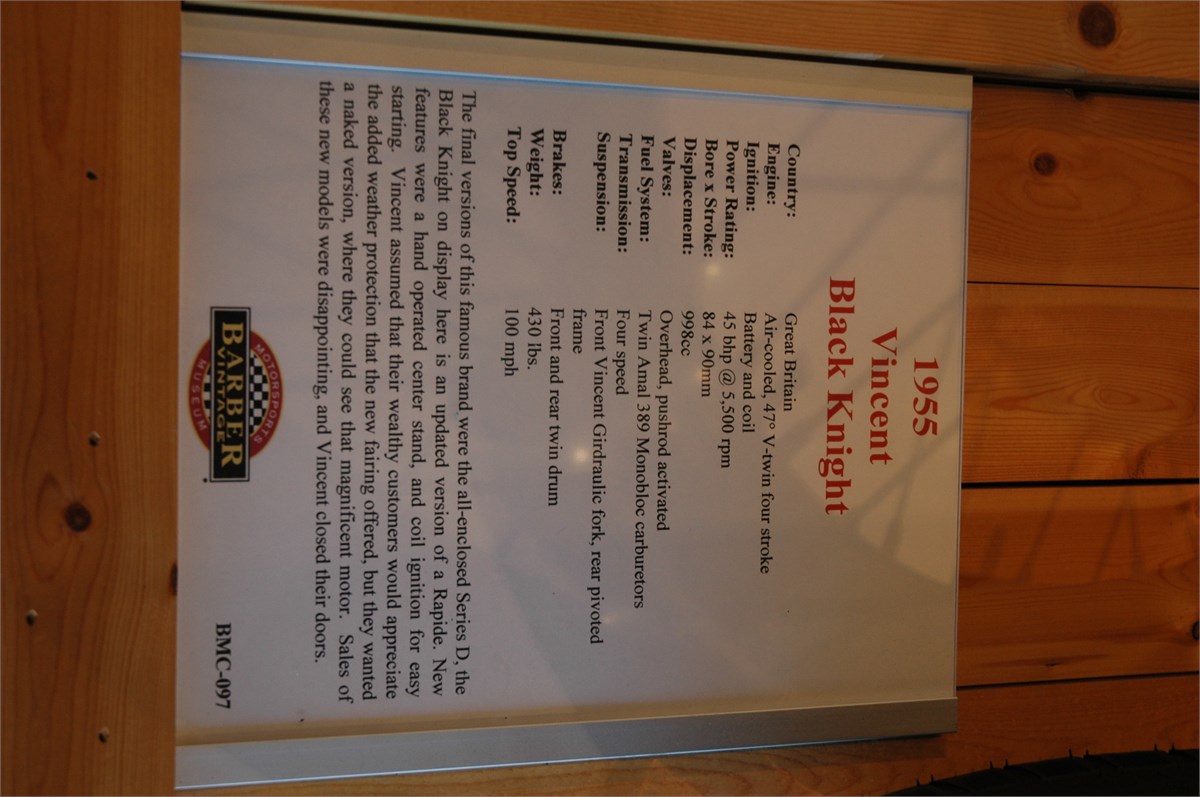 1955
Vincent
Black Knight
Country: Great Britain
Engine: Air-cooled, 47° V-twin four stroke
Ignition: Battery and coil
Power Rating: 45 bhp @ 5,500 rpm
Bore x Stroke: 84 x 90mm
Displacement: 998cc
Valves: Overhead, pushrod activated
Fuel System: Twin Amal 389 Monobloc carburetors
Transmission: Four speed
Suspension: Front Vincent Girdraulic fork, rear pivoted
frame
Brakes: Front and rear twin drum
Weight: 430 lbs.
Top Speed: 100 mph
The final versions of this famous brand were the all-enclosed Series D, the
Black Knight on display here is an updated version of a Rapide. New
features were a hand operated center stand, and coil ignition for easy
starting. Vincent assumed that their wealthy customers would appreciate
the added weather protection that the new fairing offered, but they wanted
a naked version, where they could see that magnificent motor. Sales of
these new models were disappointing, and Vincent closed their doors.
MOTORSPORTS
BARBER
VINTAGE
MUSEUM
BMC-097